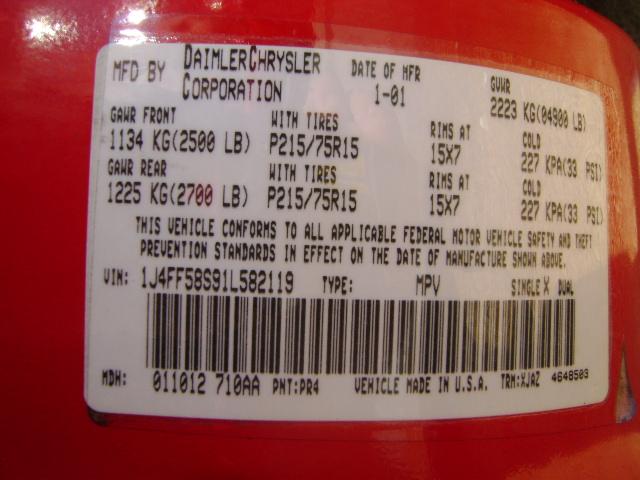 MFD BY DAIMLERCHRYSLER CORPORATION DATE OF MFR 1-01 GVWR 2223 KG(04900 LB)
GAWR FRONT WITH TIRES RIMS AT COLD
1134 KG(2500 LB) P215/75R15 15X7 227 KPA(33 PSI)
GAWR REAR WITH TIRES RIMS AT COLD
1225 KG(2700 LB) P215/75R15 15X7 227 KPA(33 PSI)
THIS VEHICLE CONFORMS TO ALL APPLICABLE FEDERAL MOTOR VEHICLE SAFETY AND THEFT
PREVENTION STANDARDS IN EFFECT ON THE DATE OF MANUFACTURE SHOWN ABOVE.
VIN: 1J4FF58S91L582119 TYPE: MPV SINGLE X DUAL
MDH: 011012 710AA PNT:PR4 VEHICLE MADE IN U.S.A. TRM:XJAZ 4648503